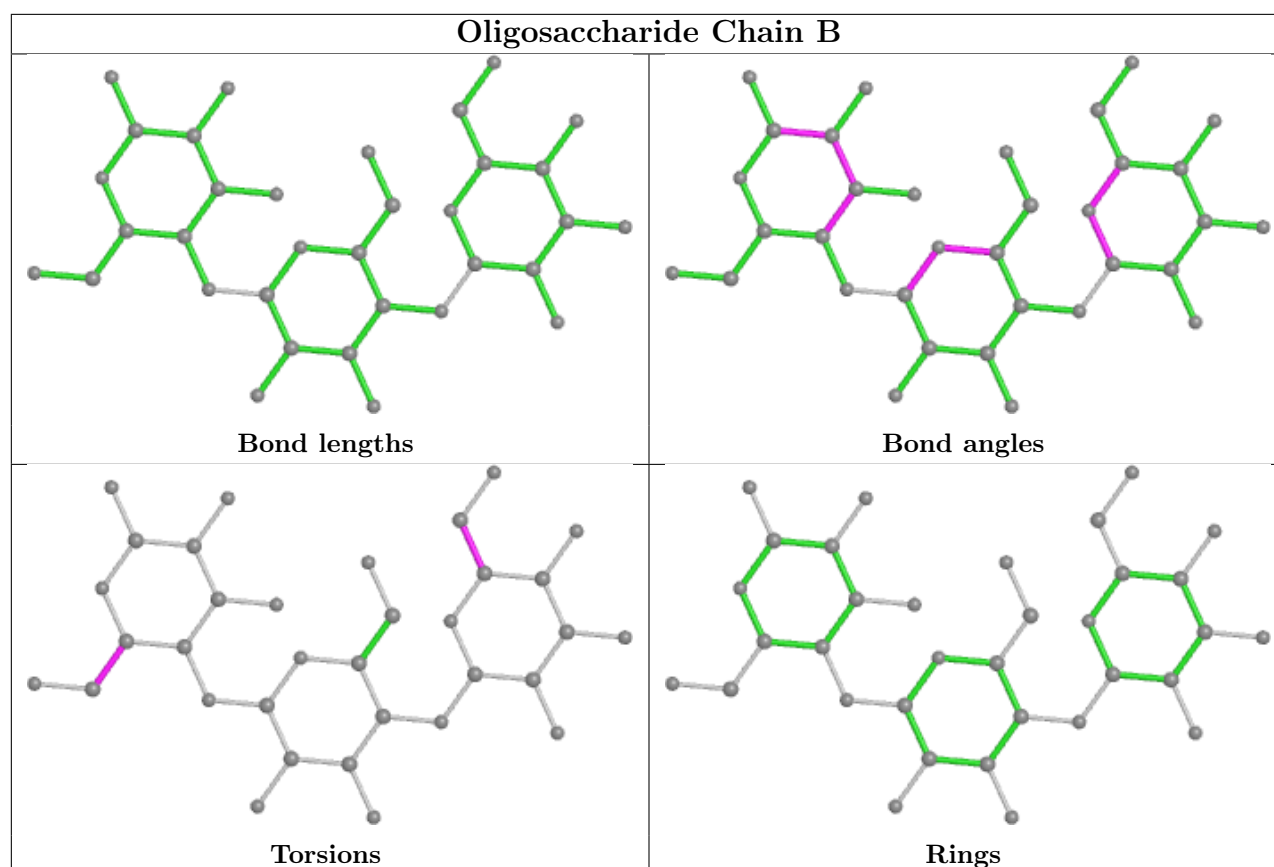 Oligosaccharide Chain B
Bond lengths
Bond angles
Torsions
Rings